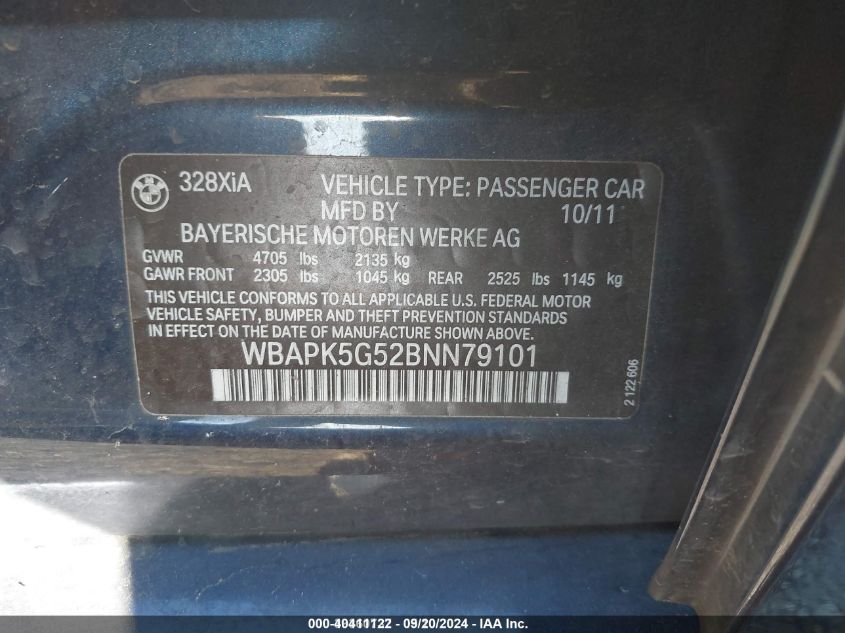 BMW
328XiA VEHICLE TYPE: PASSENGER CAR
MFD BY 10/11
BAYERISCHE MOTOREN WERKE AG
GVWR 4705 lbs 2135 kg
GAWR FRONT 2305 lbs 1045 kg REAR 2525 lbs 1145 kg
THIS VEHICLE CONFORMS TO ALL APPLICABLE U.S. FEDERAL MOTOR
VEHICLE SAFETY, BUMPER AND THEFT PREVENTION STANDARDS
IN EFFECT ON THE DATE OF MANUFACTURE SHOWN ABOVE.
WBAPK5G52BNN79101
2 122 606
000-40411122 - 09/20/2024 - IAA Inc.